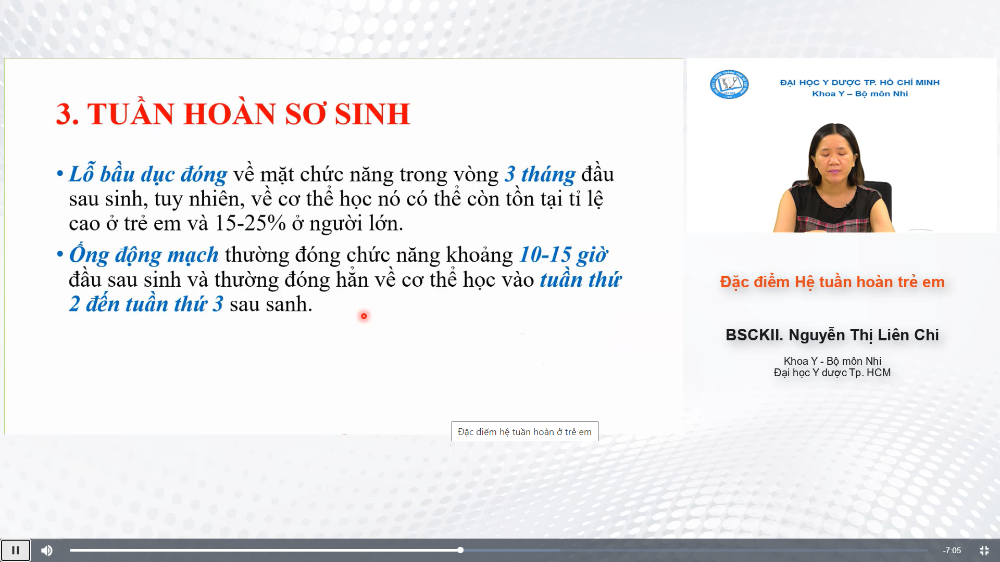 3. TUẦN HOÀN SƠ SINH
• Lỗ bầu dục đóng về mặt chức năng trong vòng 3 tháng đầu
sau sinh, tuy nhiên, về cơ thể học nó có thể còn tồn tại tỉ lệ
cao ở trẻ em và 15-25% ở người lớn.
• Ống động mạch thường đóng chức năng khoảng 10-15 giờ
đầu sau sinh và thường đóng hẳn về cơ thể học vào tuần thứ
2 đến tuần thứ 3 sau sanh.
ĐẠI HỌC Y DƯỢC TP. HỒ CHÍ MINH
Khoa Y – Bộ môn Nhi
Đặc điểm Hệ tuần hoàn trẻ em
BSCKII. Nguyễn Thị Liên Chi
Khoa Y - Bộ môn Nhi
Đại học Y dược Tp. HCM
Đặc điểm hệ tuần hoàn ở trẻ em
-7:05